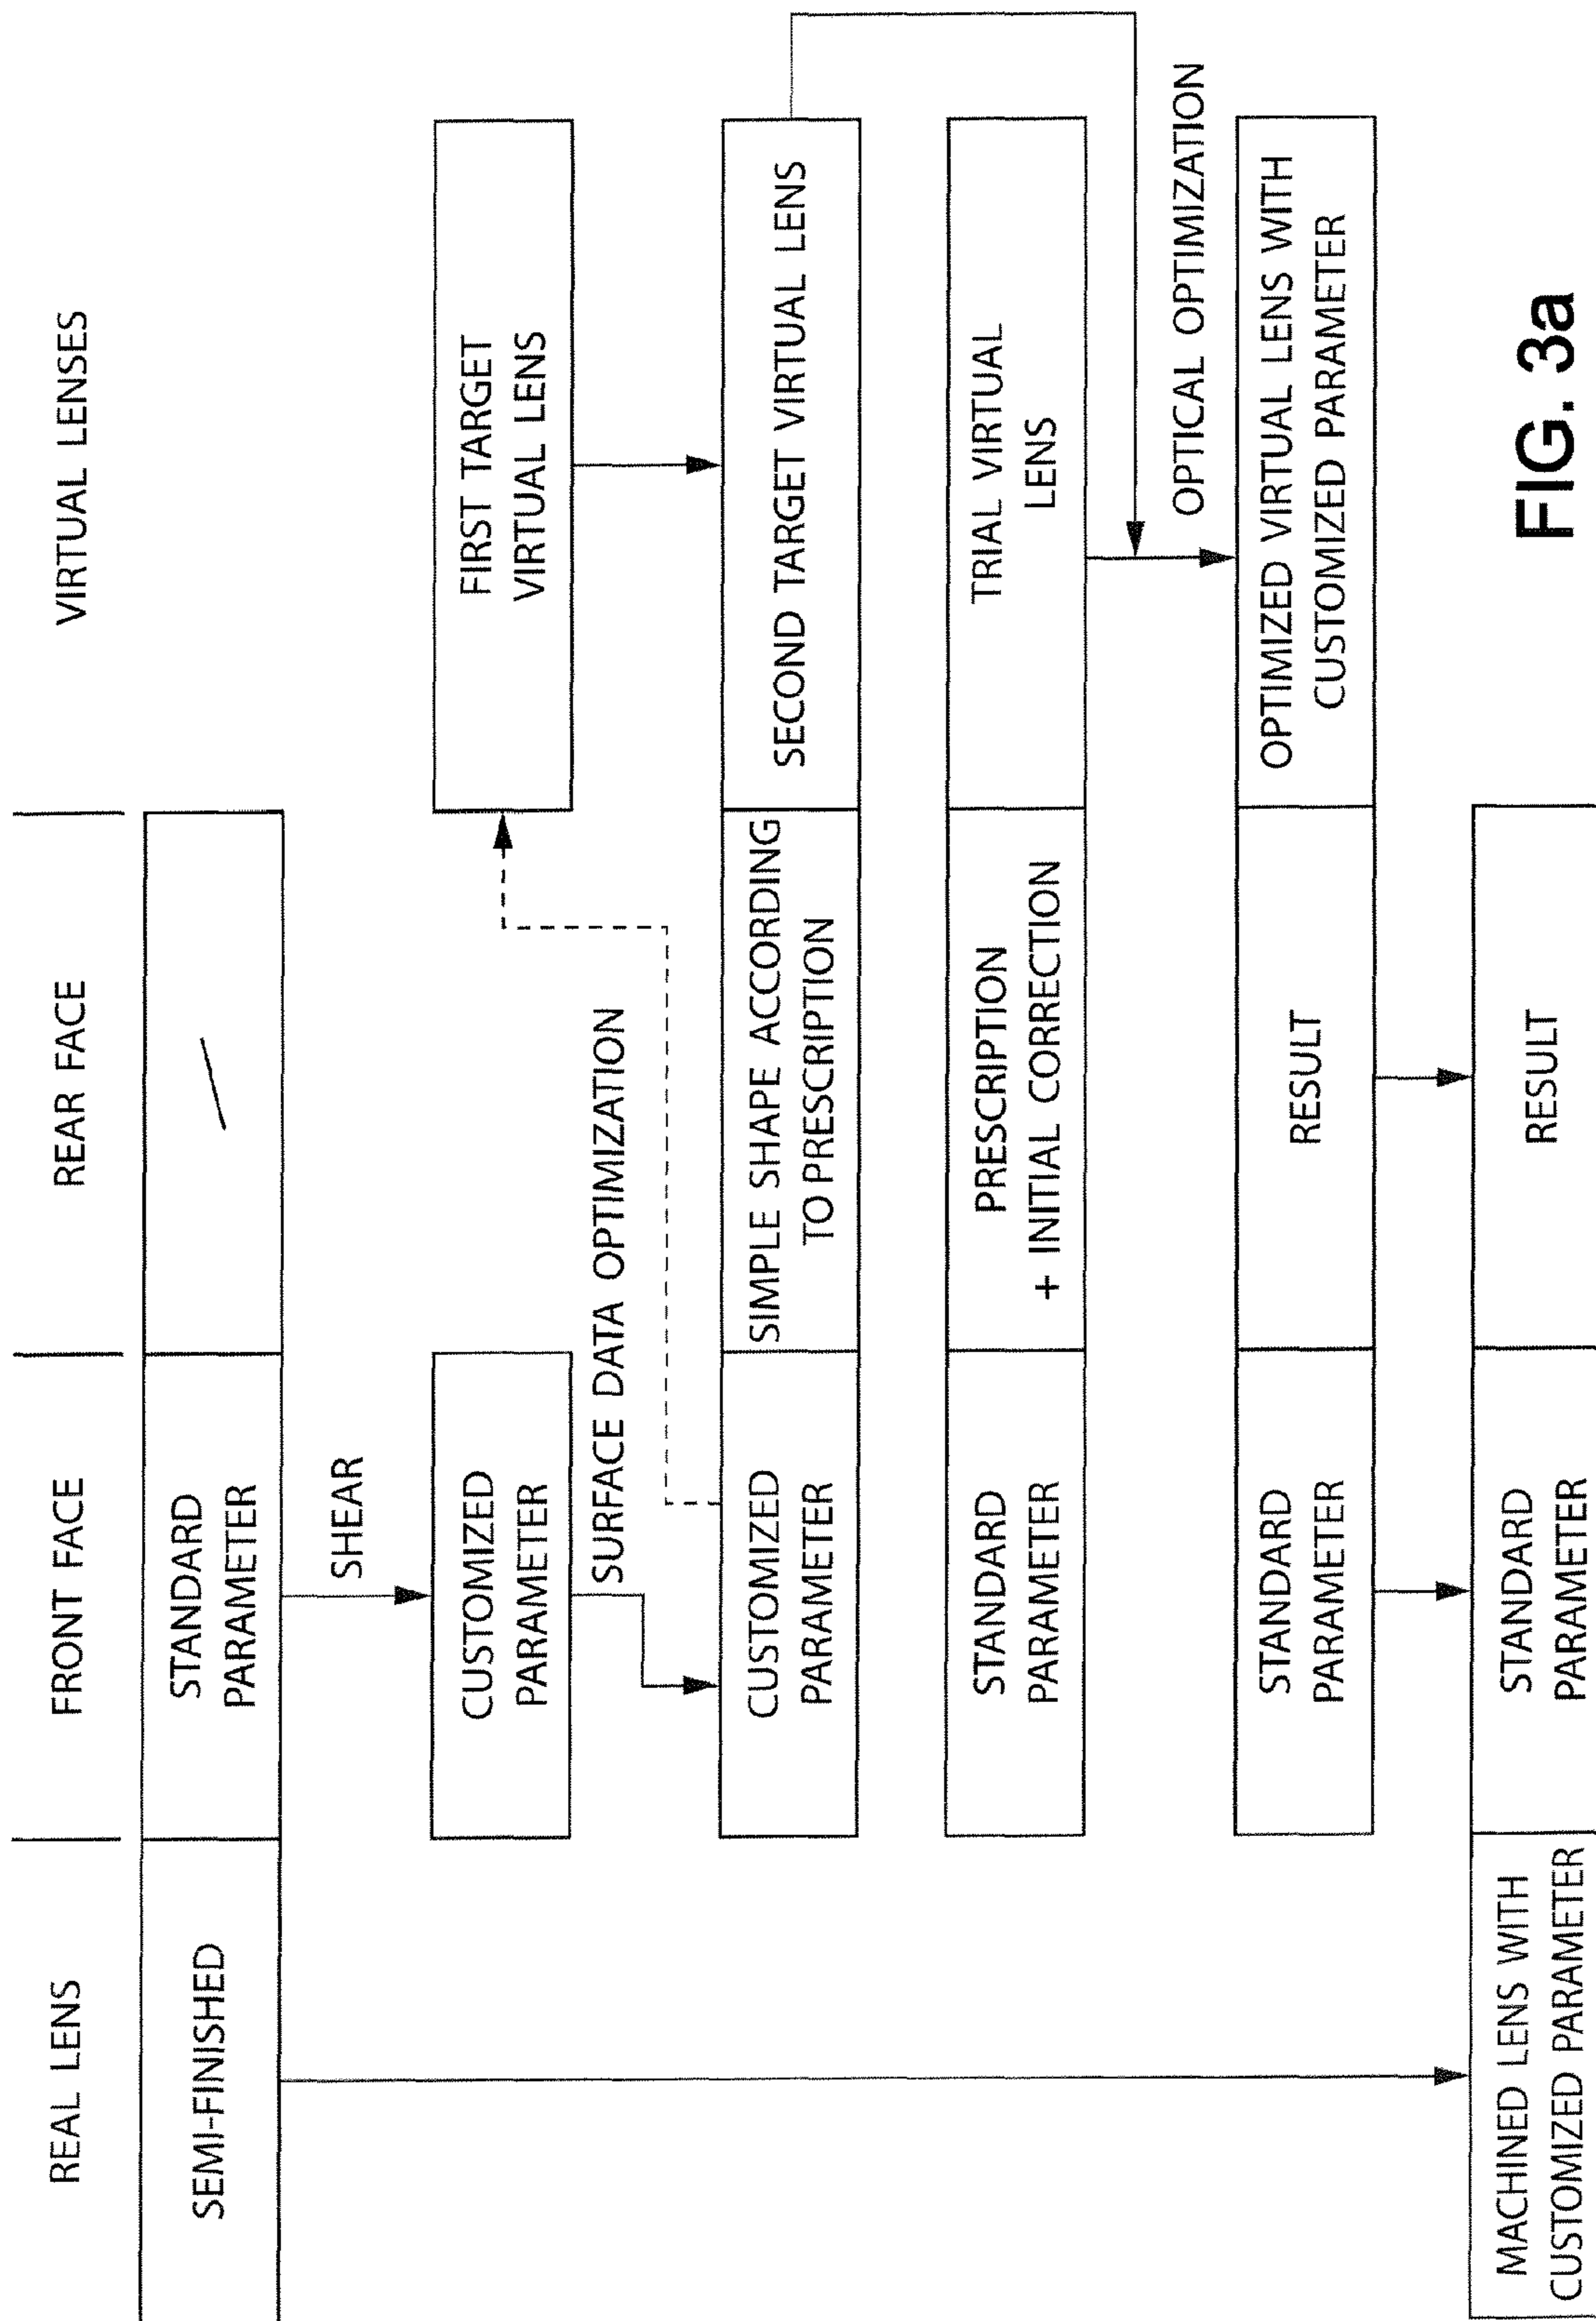 REAL LENS
FRONT FACE
REAR FACE
VIRTUAL LENSES
SEMI-FINISHED
STANDARD
PARAMETER
SHEAR
CUSTOMIZED
PARAMETER
FIRST TARGET
VIRTUAL LENS
SURFACE DATA OPTIMIZATION
CUSTOMIZED
PARAMETER
SIMPLE SHAPE ACCORDING
TO PRESCRIPTION
SECOND TARGET VIRTUAL LENS
STANDARD
PARAMETER
PRESCRIPTION
+ INITIAL CORRECTION
TRIAL VIRTUAL
LENS
OPTICAL OPTIMIZATION
STANDARD
PARAMETER
RESULT
OPTIMIZED VIRTUAL LENS WITH
CUSTOMIZED PARAMETER
MACHINED LENS WITH
CUSTOMIZED PARAMETER
STANDARD
PARAMETER
RESULT
FIG. 3a